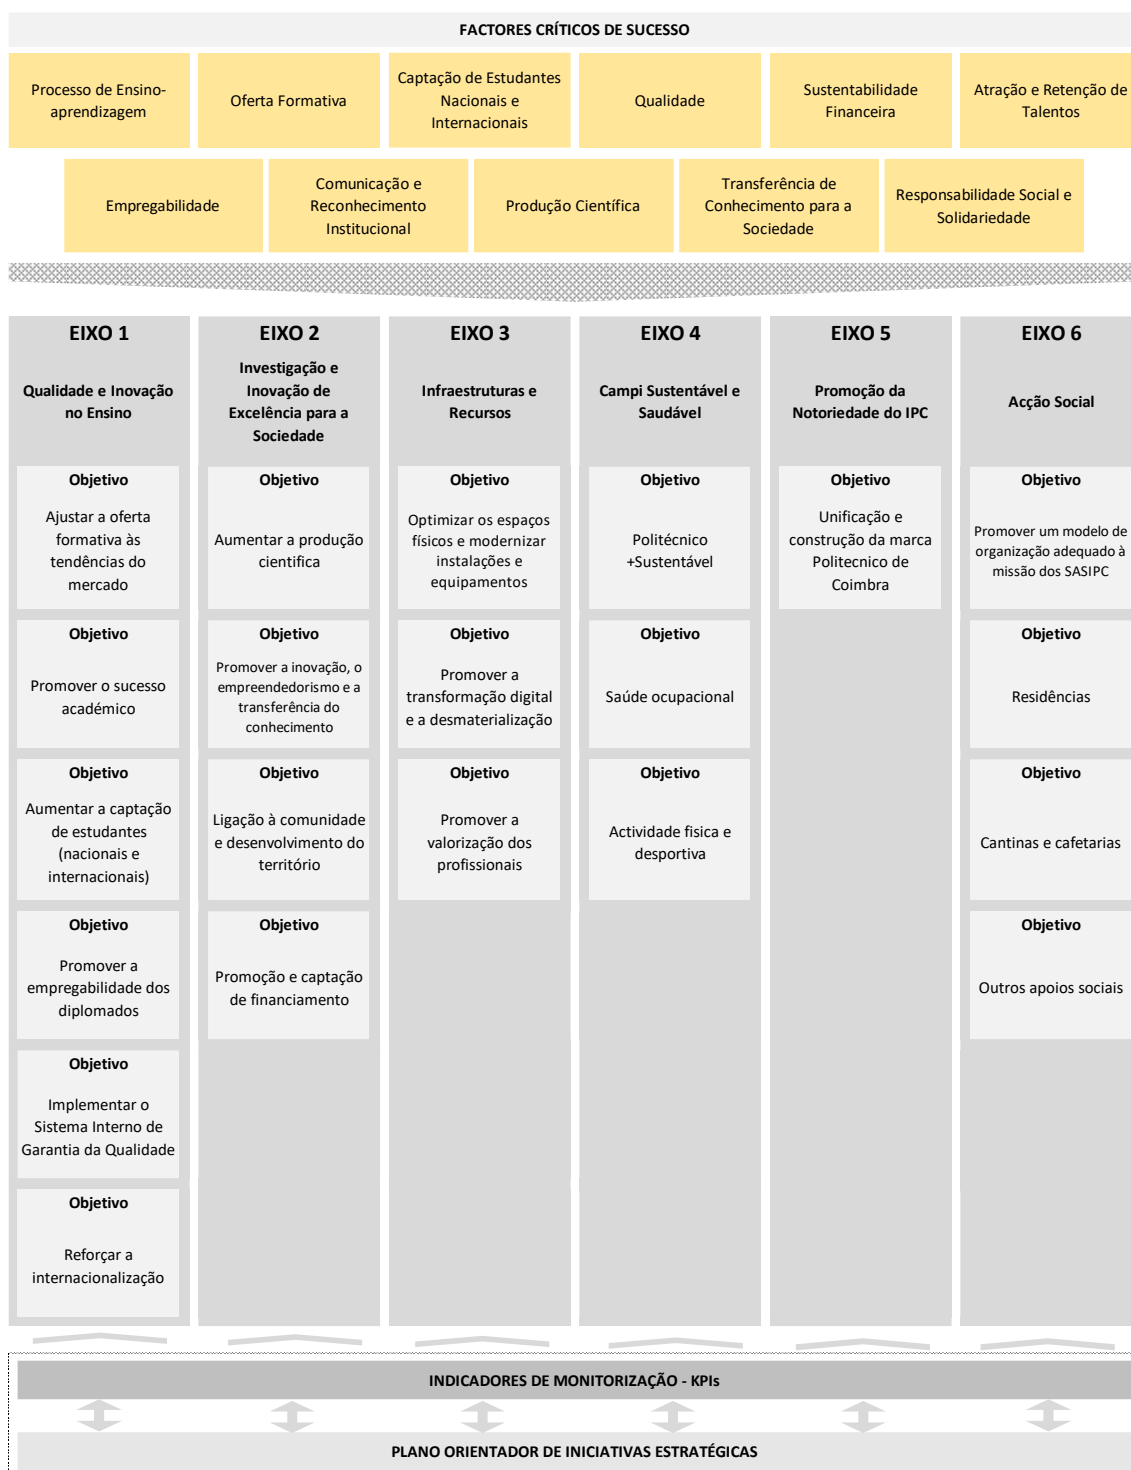 FACTORES CRÍTICOS DE SUCESSO
Processo de Ensino-
aprendizagem
Oferta Formativa
Captação de Estudantes
Nacionais e
Internacionais
Qualidade
Sustentabilidade
Financeira
Atração e Retenção de
Talentos
Empregabilidade
Comunicação e
Reconhecimento
Institucional
Produção Científica
Transferência de
Conhecimento para a
Sociedade
Responsabilidade Social e
Solidariedade
EIXO 1
Qualidade e Inovação
no Ensino
Objetivo
Ajustar a oferta
formativa às
tendências do
mercado
Objetivo
Promover o sucesso
académico
Objetivo
Aumentar a captação
de estudantes
(nacionais e
internacionais)
Objetivo
Promover a
empregabilidade dos
diplomados
Objetivo
Implementar o
Sistema Interno de
Garantia da Qualidade
Objetivo
Reforçar a
internacionalização
EIXO 2
Investigação e
Inovação de
Excelência para a
Sociedade
Objetivo
Aumentar a produção
cientifica
Objetivo
Promover a inovação, o
empreendedorismo e a
transferência do
conhecimento
Objetivo
Ligação à comunidade
e desenvolvimento do
território
Objetivo
Promoção e captação
de financiamento
EIXO 3
Infraestruturas e
Recursos
Objetivo
Optimizar os espaços
físicos e modernizar
instalações e
equipamentos
Objetivo
Promover a
transformação digital
e a desmaterialização
Objetivo
Promover a
valorização dos
profissionais
EIXO 4
Campi Sustentável e
Saudável
Objetivo
Politécnico
+Sustentável
Objetivo
Saúde ocupacional
Objetivo
Actividade fisica e
desportiva
EIXO 5
Promoção da
Notoriedade do IPC
Objetivo
Unificação e
construção da marca
Politecnico de
Coimbra
EIXO 6
Acção Social
Objetivo
Promover um modelo de
organização adequado à
missão dos SASIPC
Objetivo
Residências
Objetivo
Cantinas e cafetarias
Objetivo
Outros apoios sociais
INDICADORES DE MONITORIZAÇÃO - KPIs
PLANO ORIENTADOR DE INICIATIVAS ESTRATÉGICAS